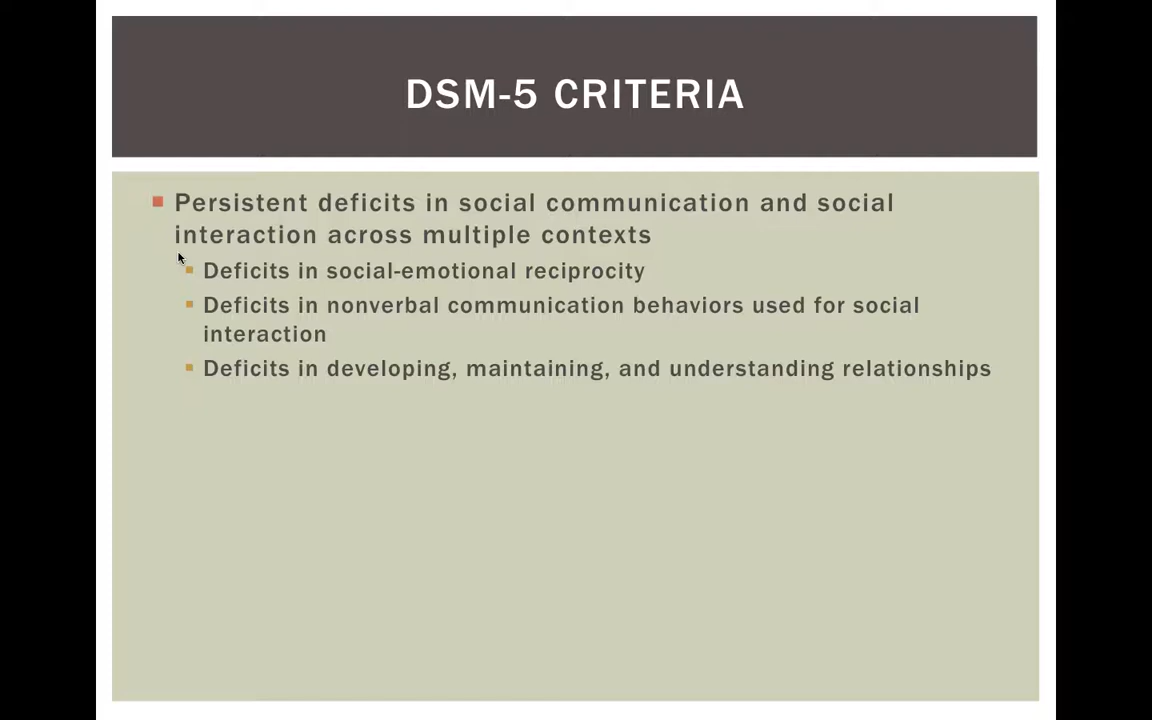 DSM-5 CRITERIA
Persistent deficits in social communication and social
interaction across multiple contexts
Deficits in social-emotional reciprocity
Deficits in nonverbal communication behaviors used for social
interaction
Deficits in developing, maintaining, and understanding relationships